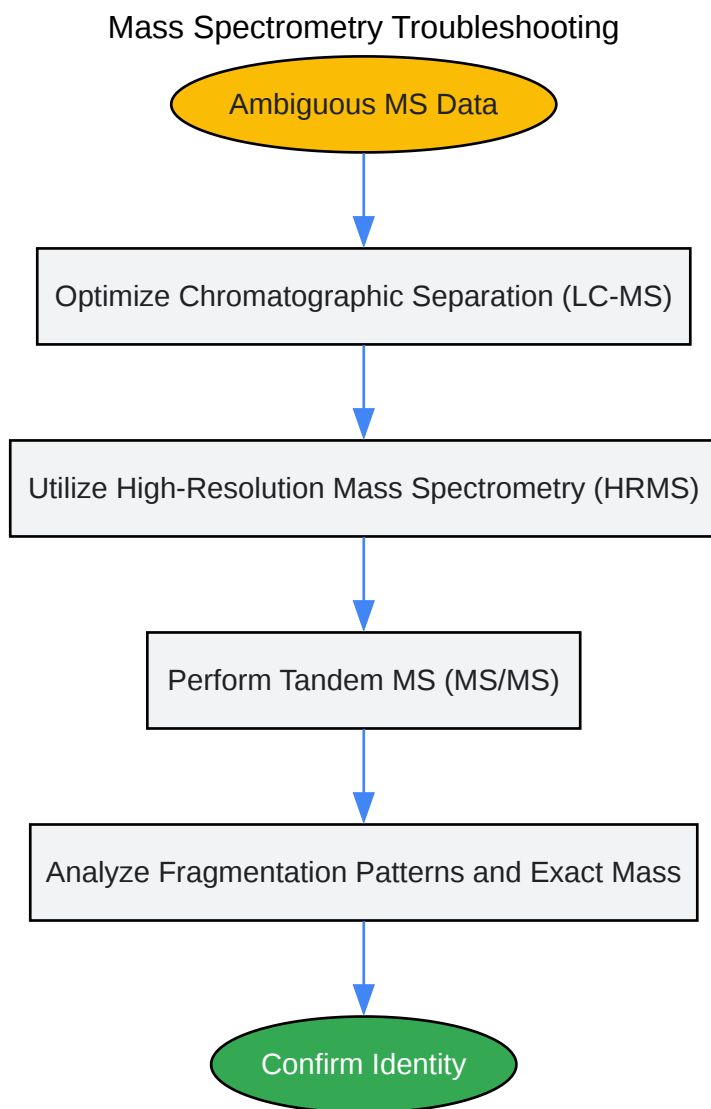 Mass Spectrometry Troubleshooting
Ambiguous MS Data
Optimize Chromatographic Separation (LC-MS)
Utilize High-Resolution Mass Spectrometry (HRMS)
Perform Tandem MS (MS/MS)
Analyze Fragmentation Patterns and Exact Mass
Confirm Identity